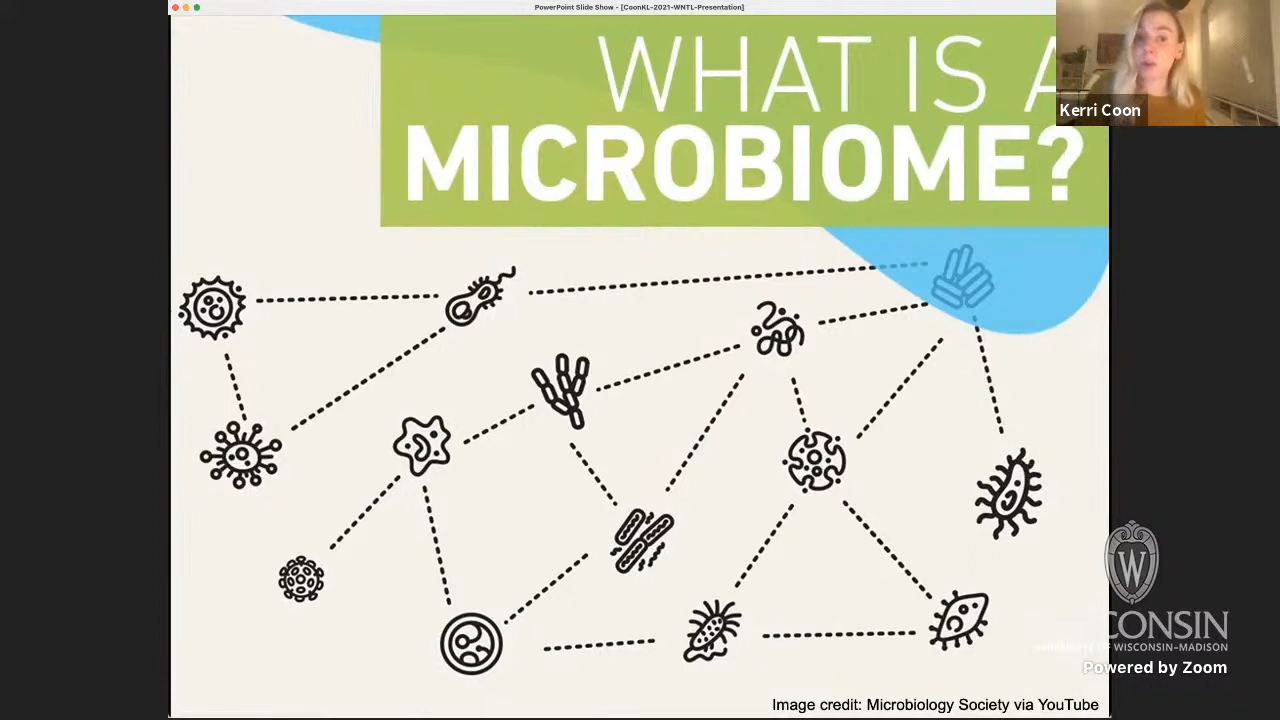 PowerPoint Slide Show - [CoonKL-2021-WNTL-Presentation]
WHAT IS A
MICROBIOME?
Kerri Coon
W
CONSIN
UNIVERSITY OF WISCONSIN–MADISON
Powered by Zoom
Image credit: Microbiology Society via YouTube